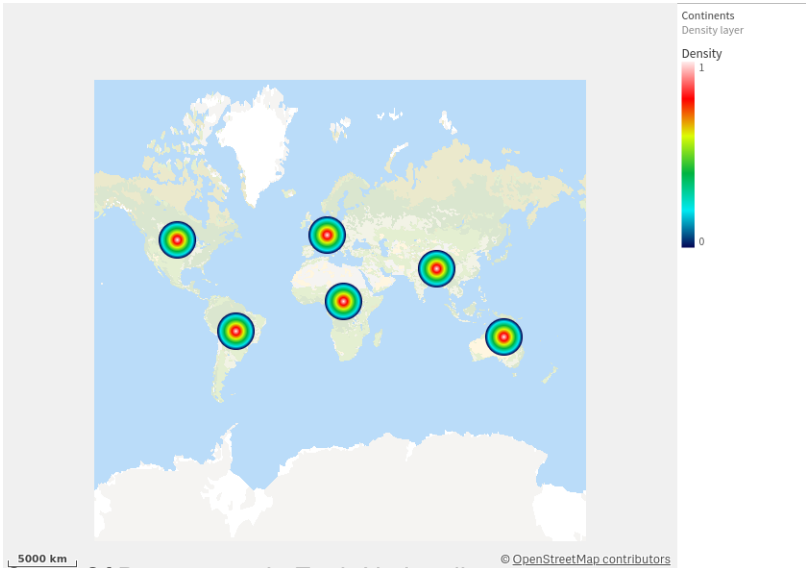 Continents
Density layer
Density
1
0
5000 km
© OpenStreetMap contributors